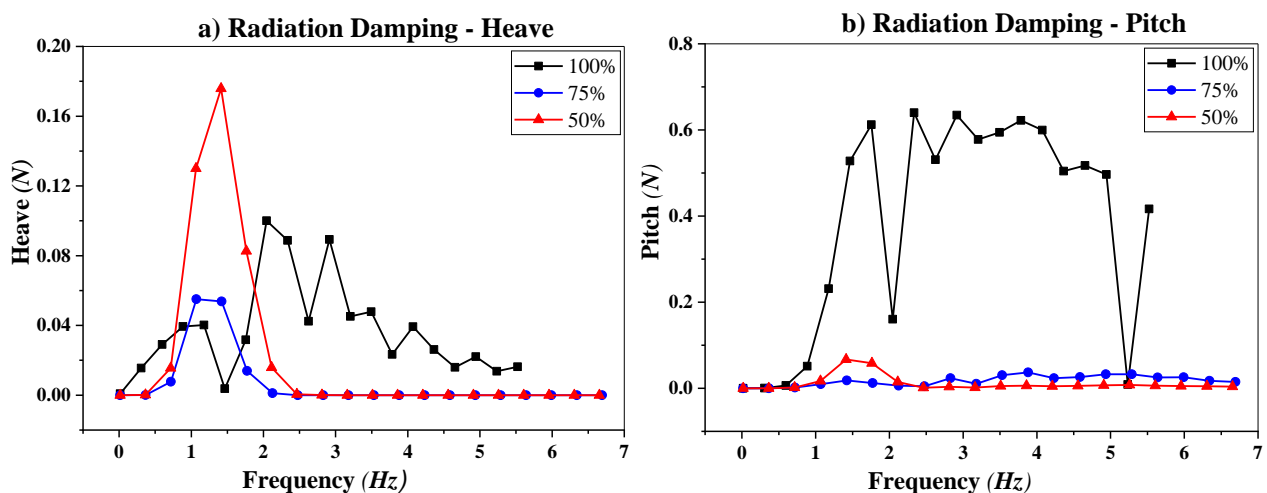 a) Radiation Damping - Heave
0.20
0.16
0.12
0.08
0.04
0.00
Heave (N)
100%
75%
50%
0 1 2 3 4 5 6 7
Frequency (Hz)
b) Radiation Damping - Pitch
0.8
0.6
0.4
0.2
0.0
Pitch (N)
100%
75%
50%
0 1 2 3 4 5 6 7
Frequency (Hz)